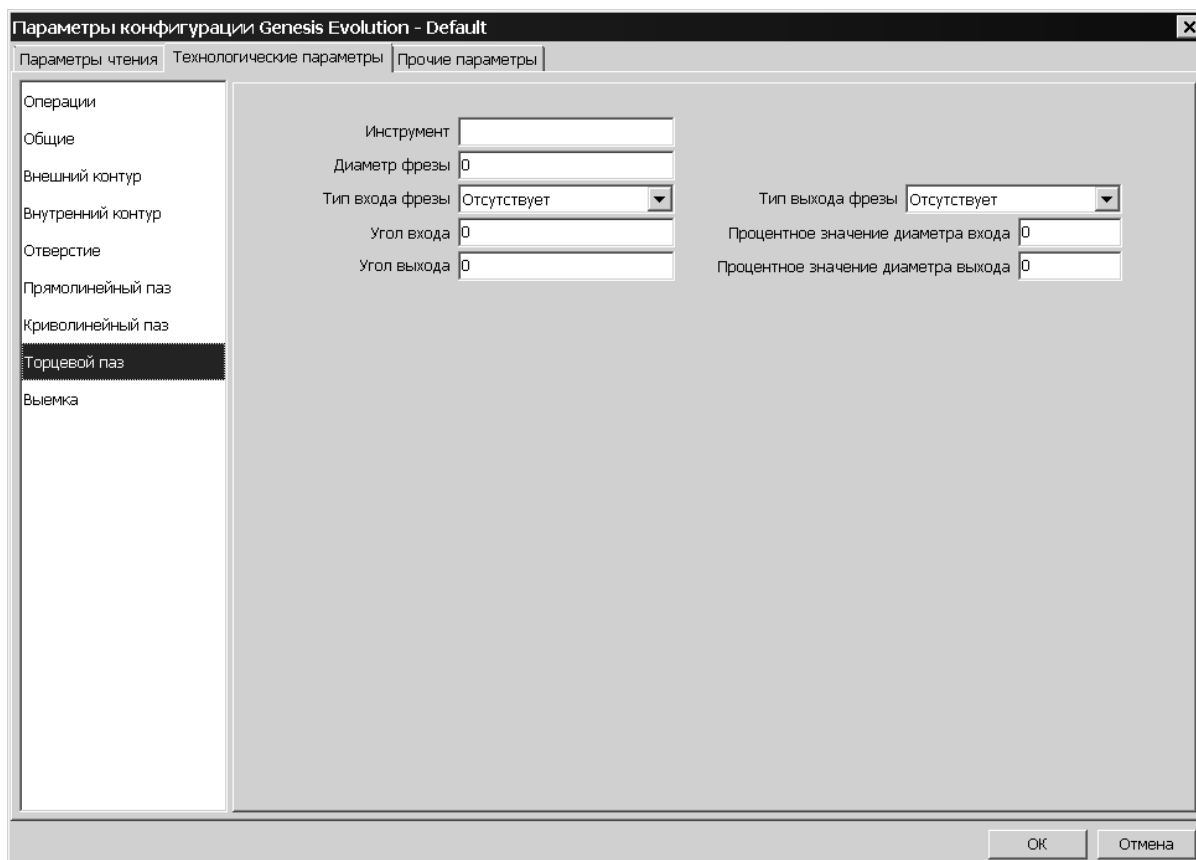 Параметры конфигурации Genesis Evolution - Default
Параметры чтения Технологические параметры Прочие параметры
Операции
Общие
Внешний контур
Внутренний контур
Отверстие
Прямолинейный паз
Криволинейный паз
Торцевой паз
Выемка
Инструмент
Диаметр фрезы 0
Тип входа фрезы Отсутствует Тип выхода фрезы Отсутствует
Угол входа 0 Процентное значение диаметра входа 0
Угол выхода 0 Процентное значение диаметра выхода 0
ОК Отмена